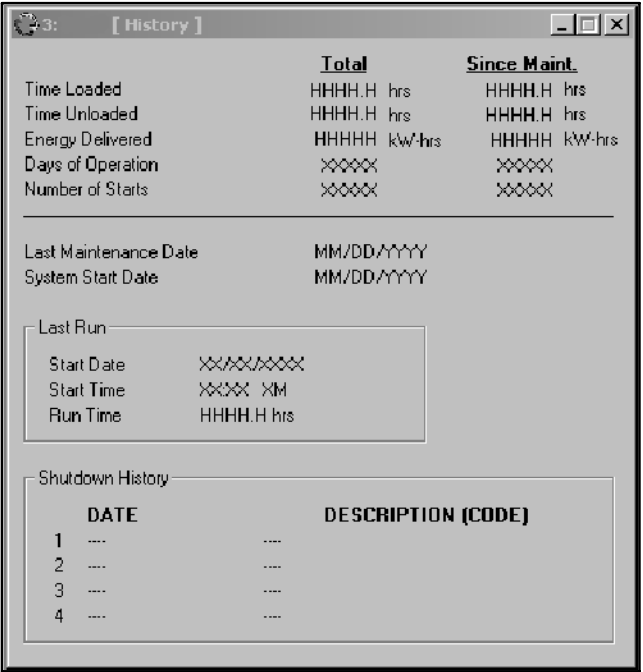 3: [ History ]
Total Since Maint.
Time Loaded HHHH.H hrs HHHH.H hrs
Time Unloaded HHHH.H hrs HHHH.H hrs
Energy Delivered HHHHH kW-hrs HHHHH kW-hrs
Days of Operation XXXXX XXXXX
Number of Starts XXXXX XXXXX
Last Maintenance Date MM/DD/YYYY
System Start Date MM/DD/YYYY
Last Run
Start Date XX/XX/XXXX
Start Time XX:XX XM
Run Time HHHH.H hrs
Shutdown History
DATE DESCRIPTION (CODE)
1 ---- ----
2 ---- ----
3 ---- ----
4 ---- ----